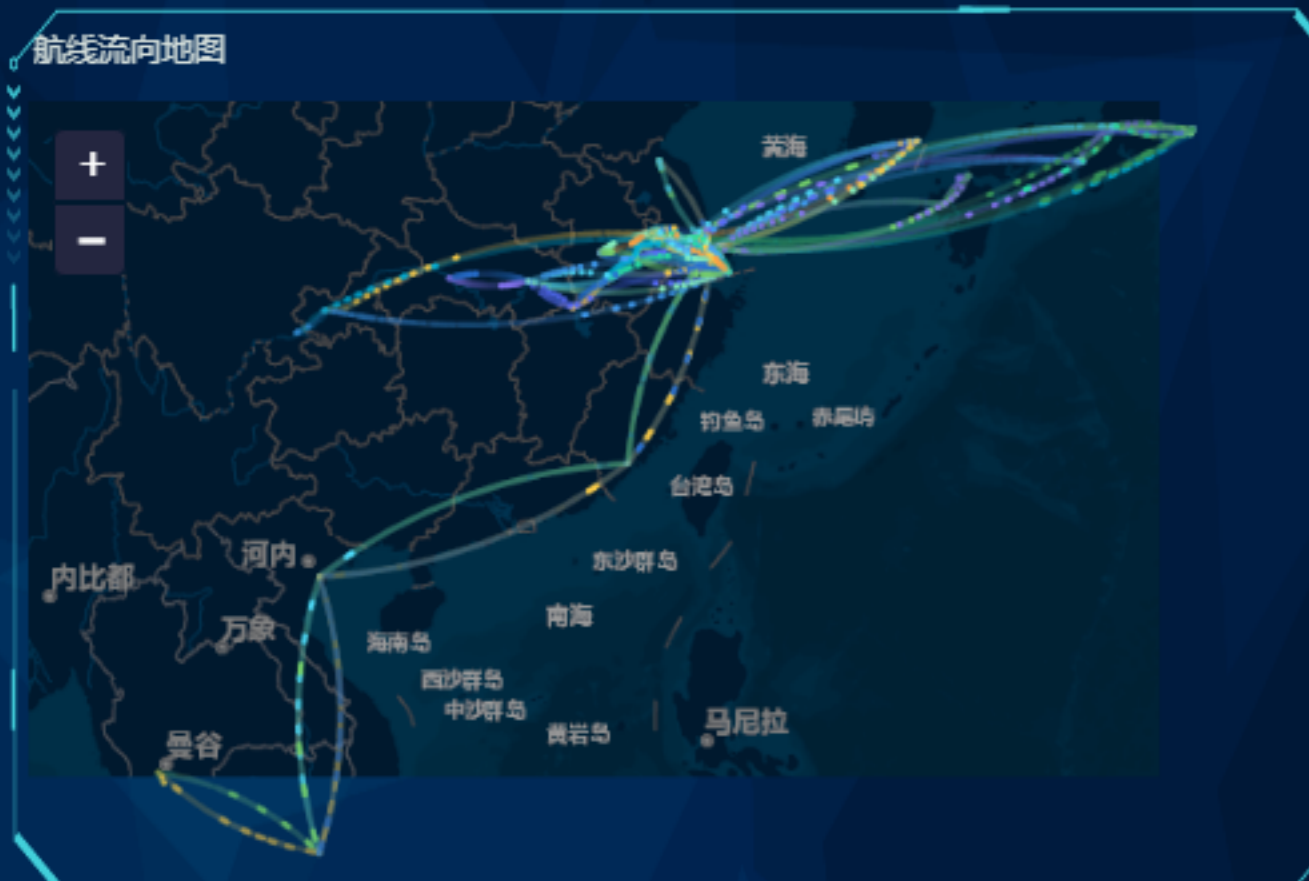 航线流向地图
+
黄海
−
东海
钓鱼岛
赤尾屿
台湾岛
河内
东沙群岛
内比都
南海
万象
海南岛
西沙群岛
中沙群岛
马尼拉
黄岩岛
曼谷